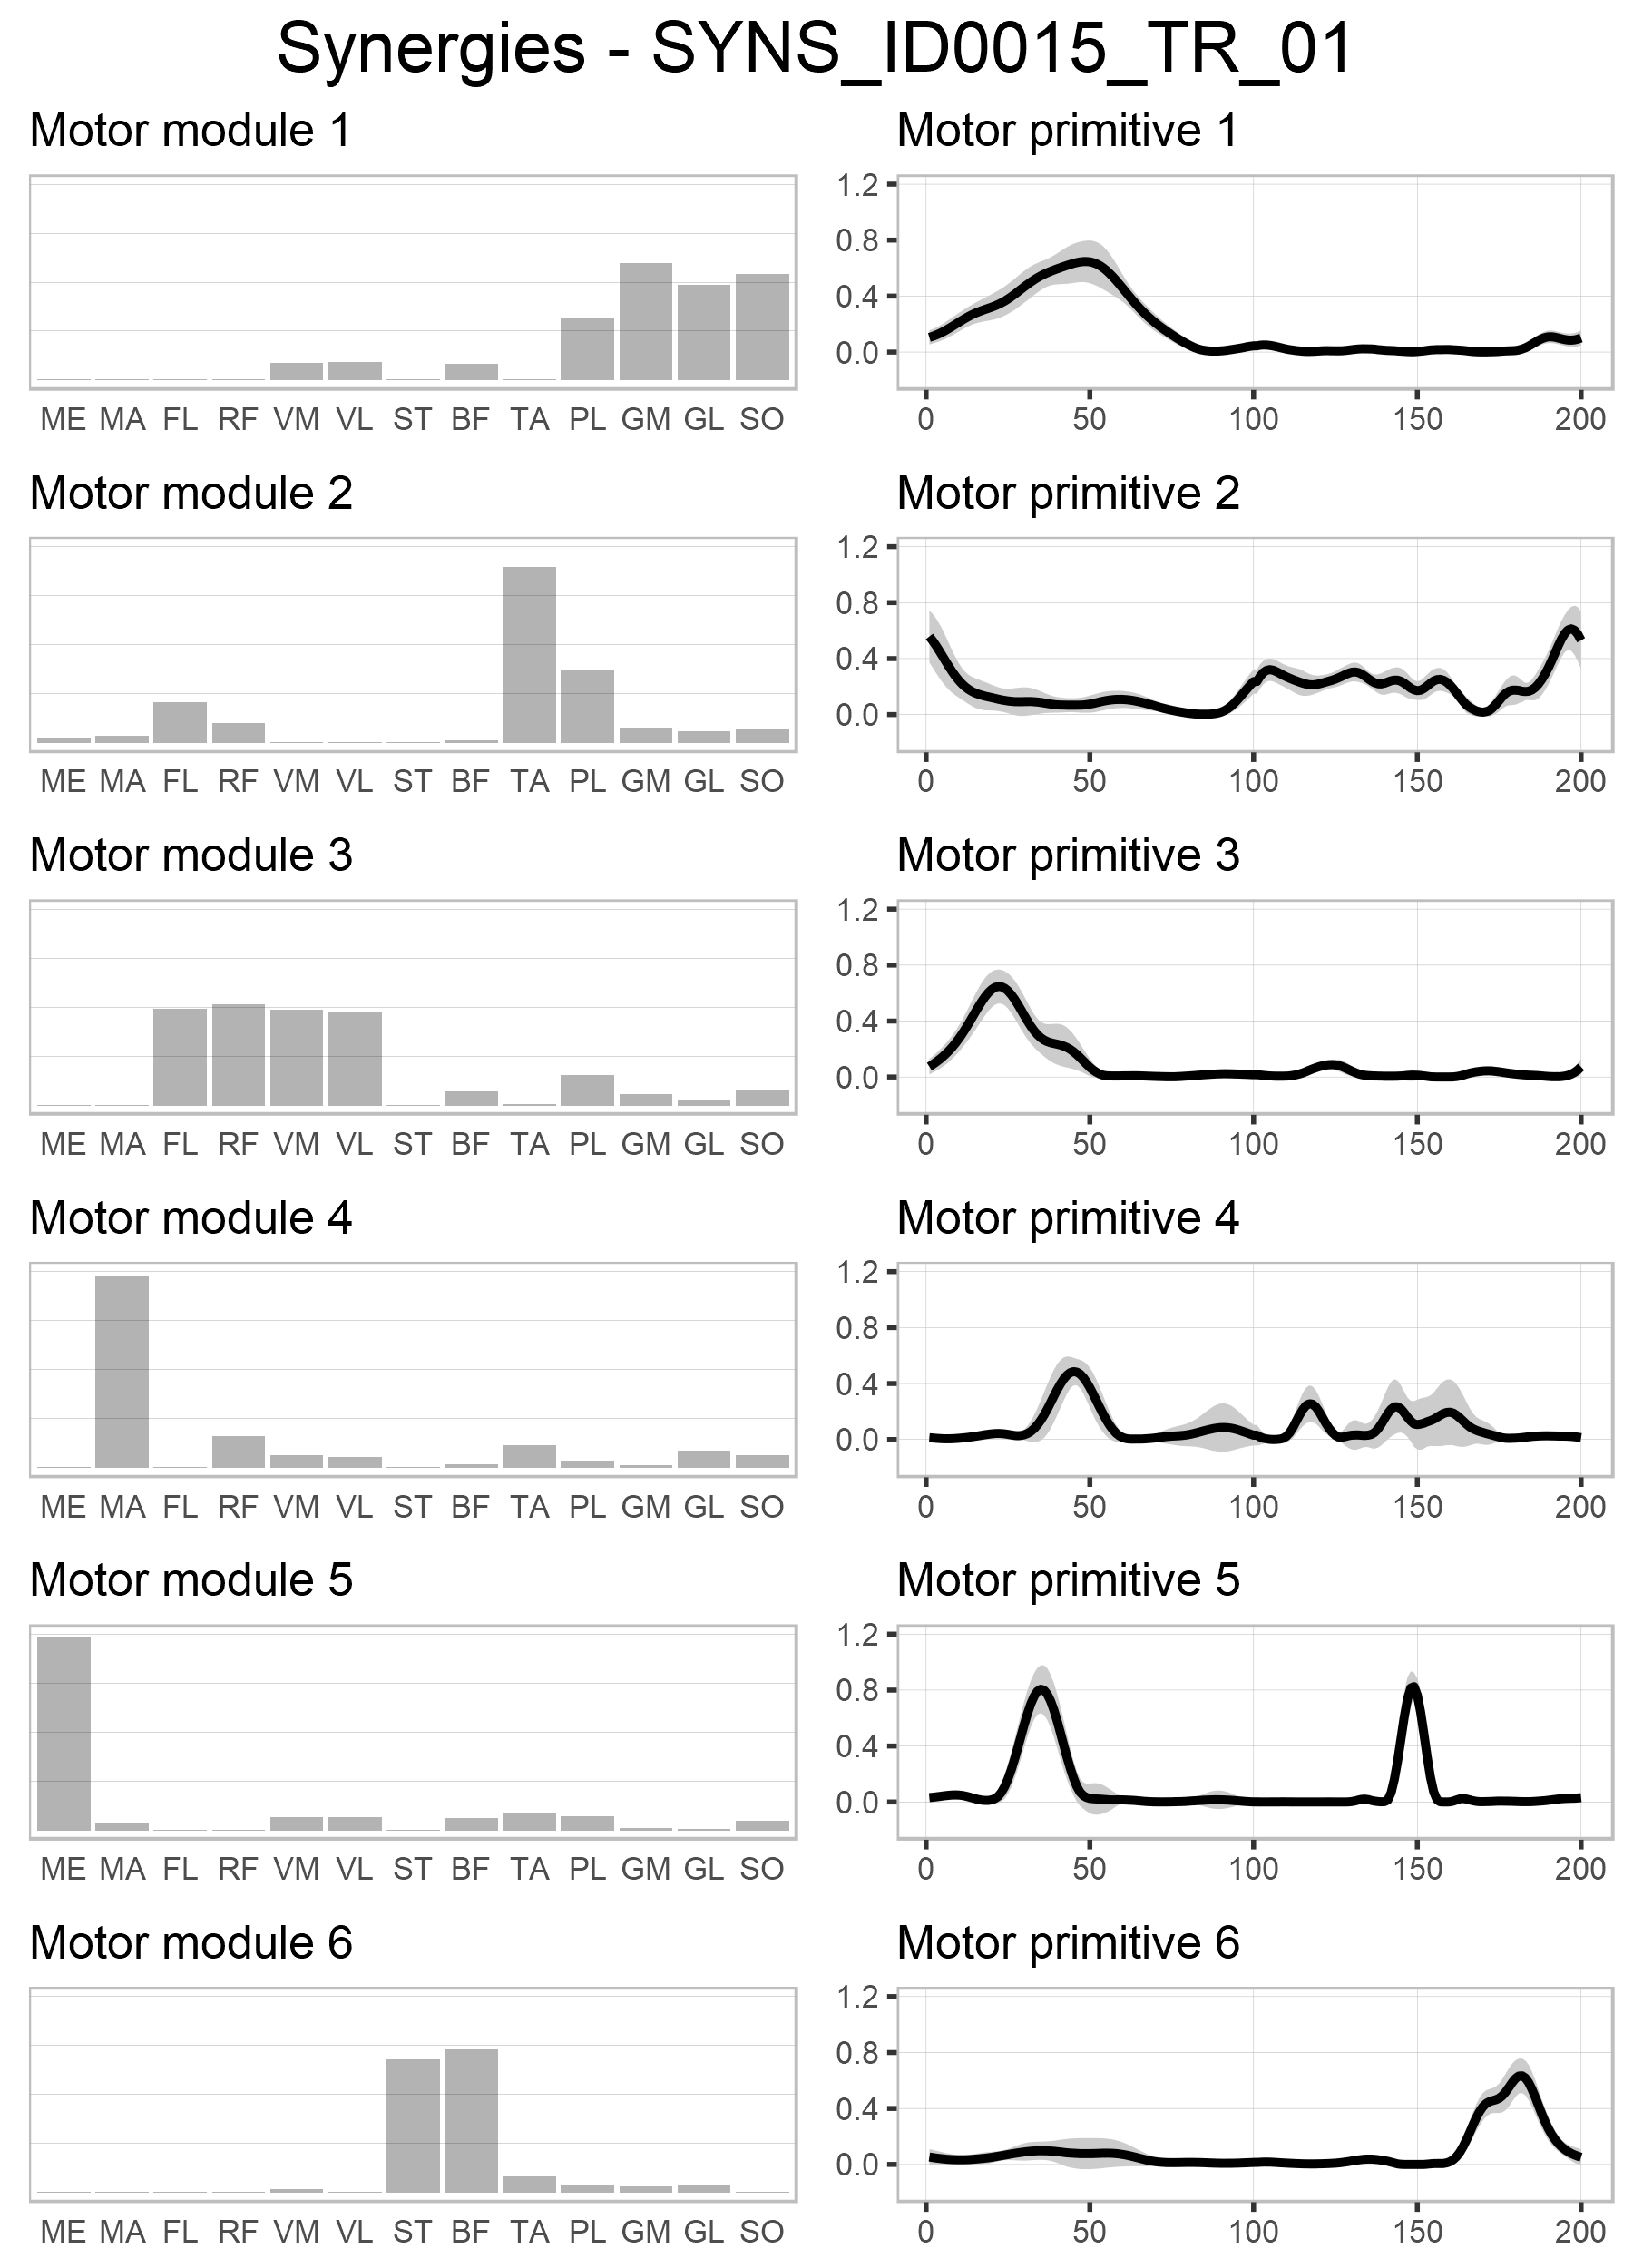 Synergies - SYNS_ID0015_TR_01
Motor module 1
Motor primitive 1
1.2
0.8
0.4
0.0
ME MA FL RF VM VL ST BF TA PL GM GL SO
0 50 100 150 200
Motor module 2
Motor primitive 2
1.2
0.8
0.4
0.0
ME MA FL RF VM VL ST BF TA PL GM GL SO
0 50 100 150 200
Motor module 3
Motor primitive 3
1.2
0.8
0.4
0.0
ME MA FL RF VM VL ST BF TA PL GM GL SO
0 50 100 150 200
Motor module 4
Motor primitive 4
1.2
0.8
0.4
0.0
ME MA FL RF VM VL ST BF TA PL GM GL SO
0 50 100 150 200
Motor module 5
Motor primitive 5
1.2
0.8
0.4
0.0
ME MA FL RF VM VL ST BF TA PL GM GL SO
0 50 100 150 200
Motor module 6
Motor primitive 6
1.2
0.8
0.4
0.0
ME MA FL RF VM VL ST BF TA PL GM GL SO
0 50 100 150 200